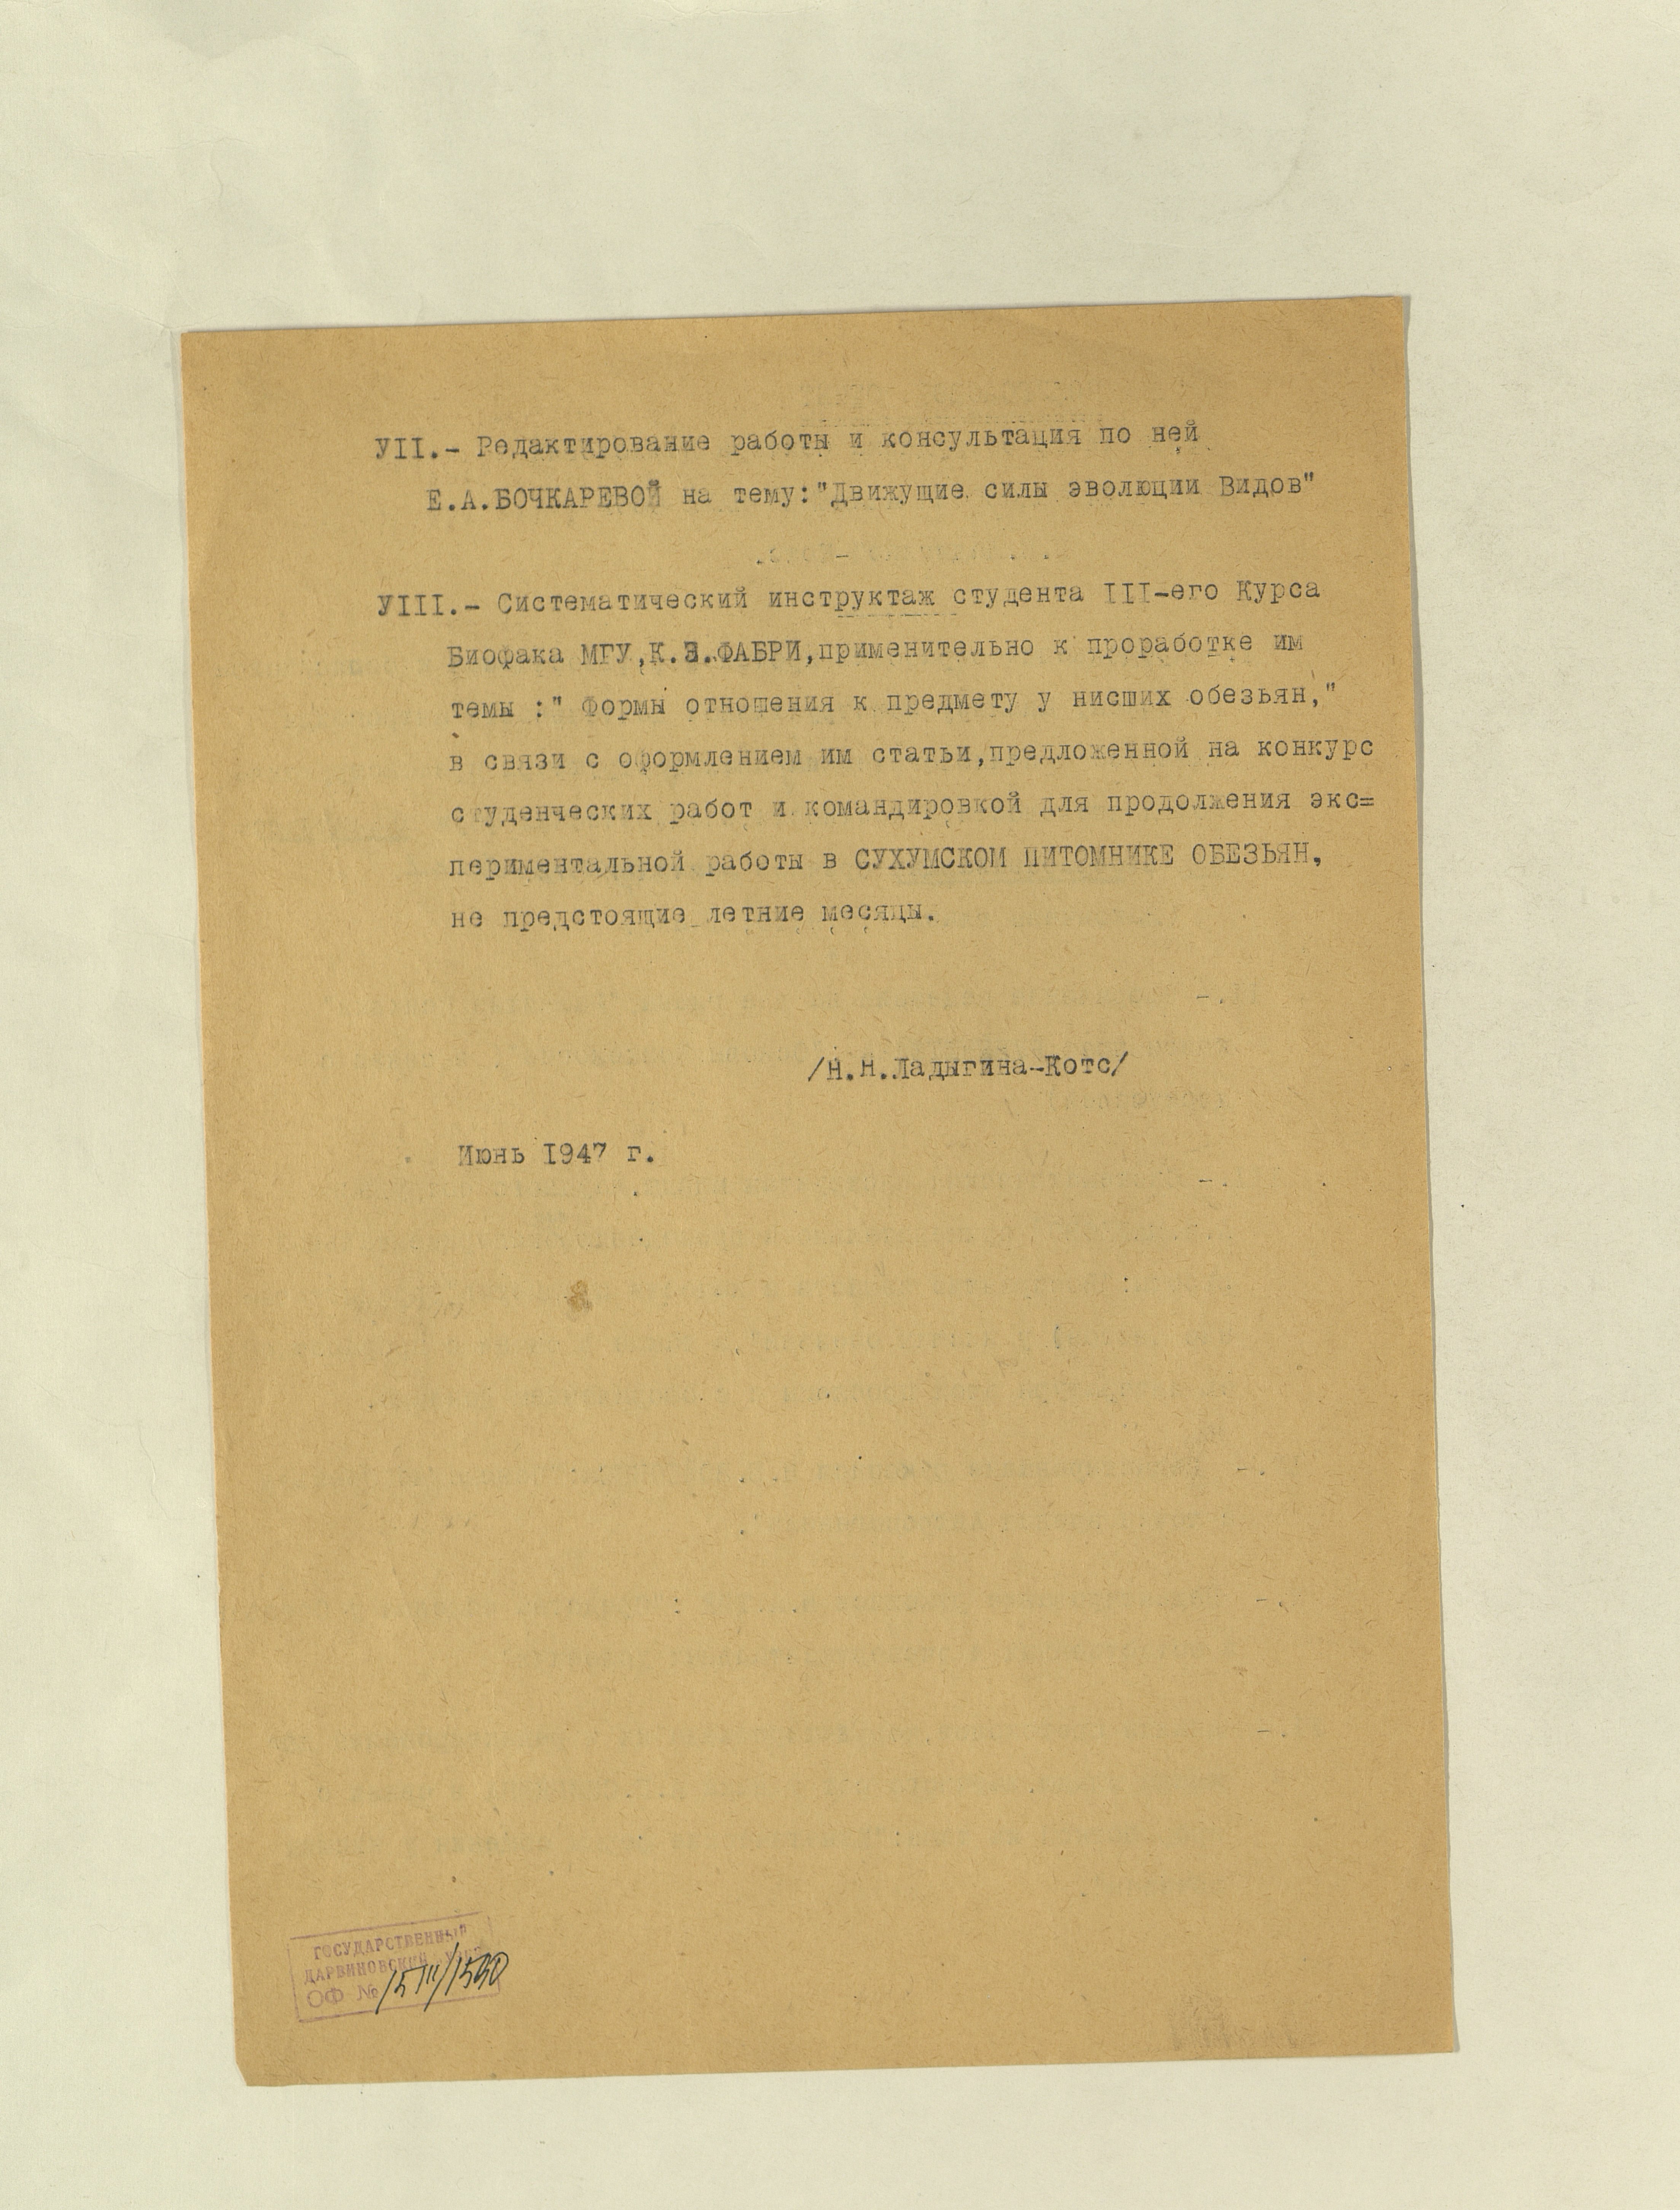 УII.- Редактирование работы и консультация по ней
Е.А.БОЧКАРЕВОЙ на тему:"Движущие силы эволюции Видов"
УIII.- Систематический инструктаж студента III-его Курса
Биофака МГУ,К.Э.ФАБРИ,применительно к проработке им
темы :" Формы отношения к предмету у нисших обезьян,"
в связи с оформлением им статьи,предложенной на конкурс
студенческих работ и командировкой для продолжения экс=
периментальной работы в СУХУМСКОМ ПИТОМНИКЕ ОБЕЗЬЯН,
не предстоящие летние месяцы.
/Н.Н.Ладыгина-Котс/
Июнь 1947 г.
ГОСУДАРСТВЕННЫЙ
ДАРВИНОВСКИЙ
ОФ №